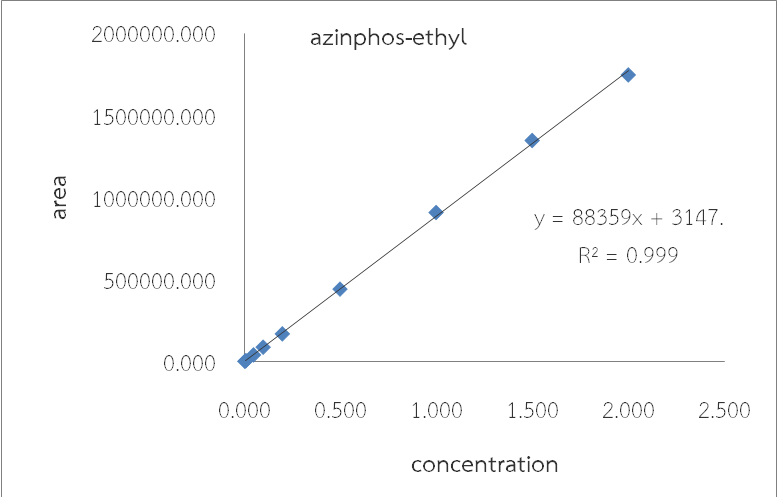 azinphos-ethyl
2000000.000
1500000.000
1000000.000
500000.000
0.000
area
y = 88359x + 3147.
R² = 0.999
0.000 0.500 1.000 1.500 2.000 2.500
concentration